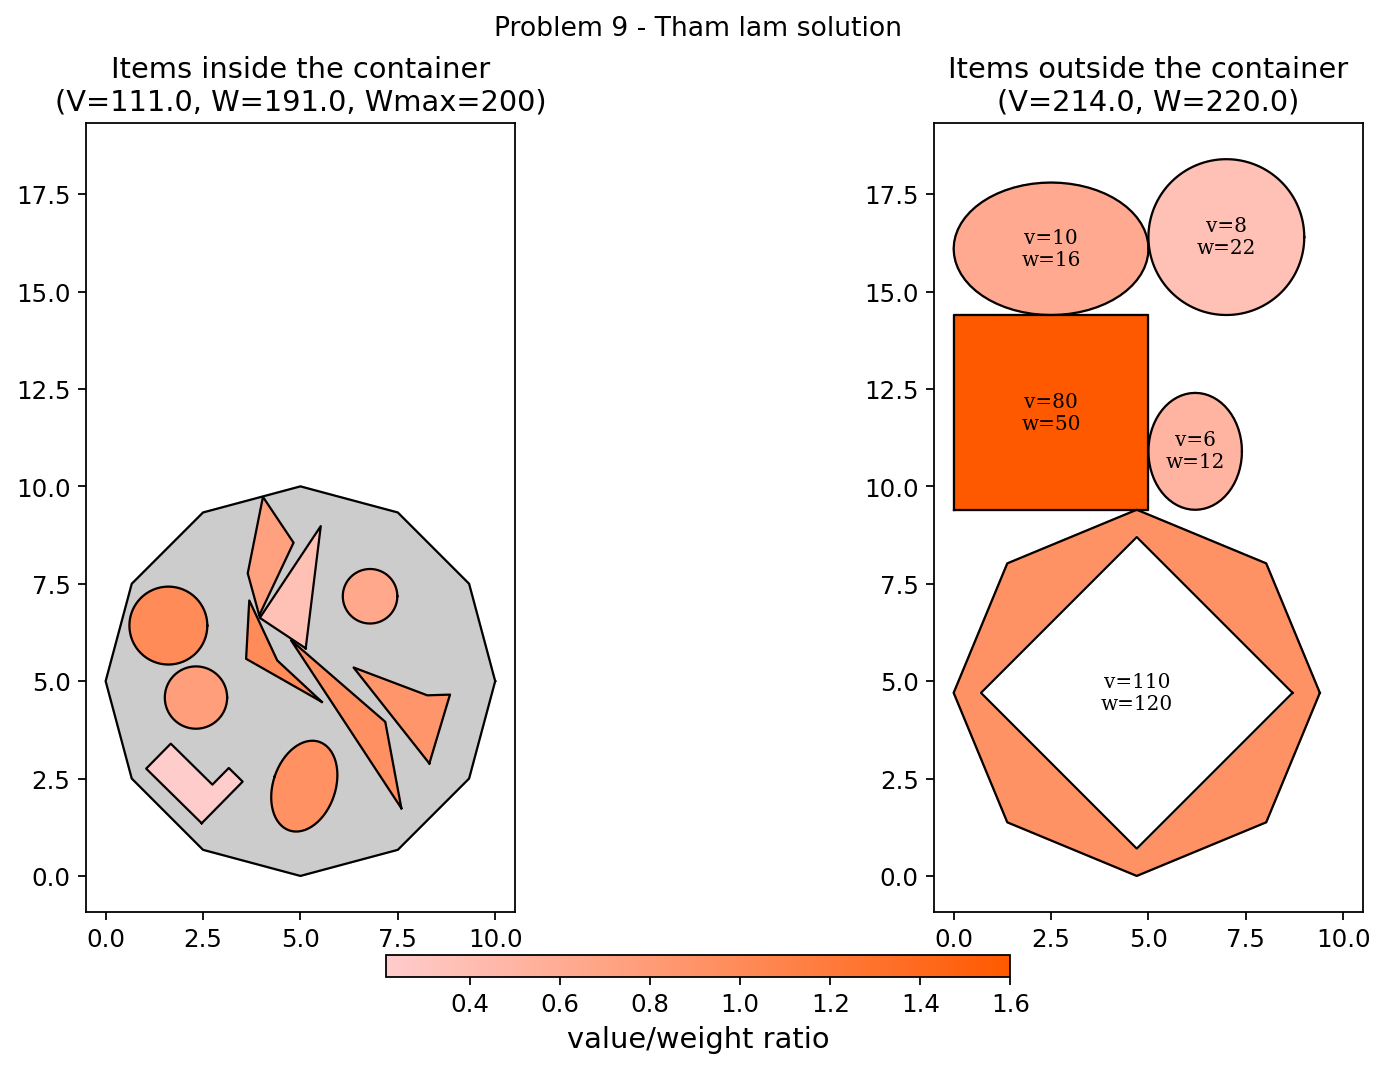 Problem 9 - Tham lam solution
Items inside the container
(V=111.0, W=191.0, Wmax=200)
17.5
15.0
12.5
10.0
7.5
5.0
2.5
0.0
0.0 2.5 5.0 7.5 10.0
Items outside the container
(V=214.0, W=220.0)
17.5
15.0
12.5
10.0
7.5
5.0
2.5
0.0
v=10
w=16
v=8
w=22
v=80
w=50
v=6
w=12
v=110
w=120
0.0 2.5 5.0 7.5 10.0
0.4 0.6 0.8 1.0 1.2 1.4 1.6
value/weight ratio